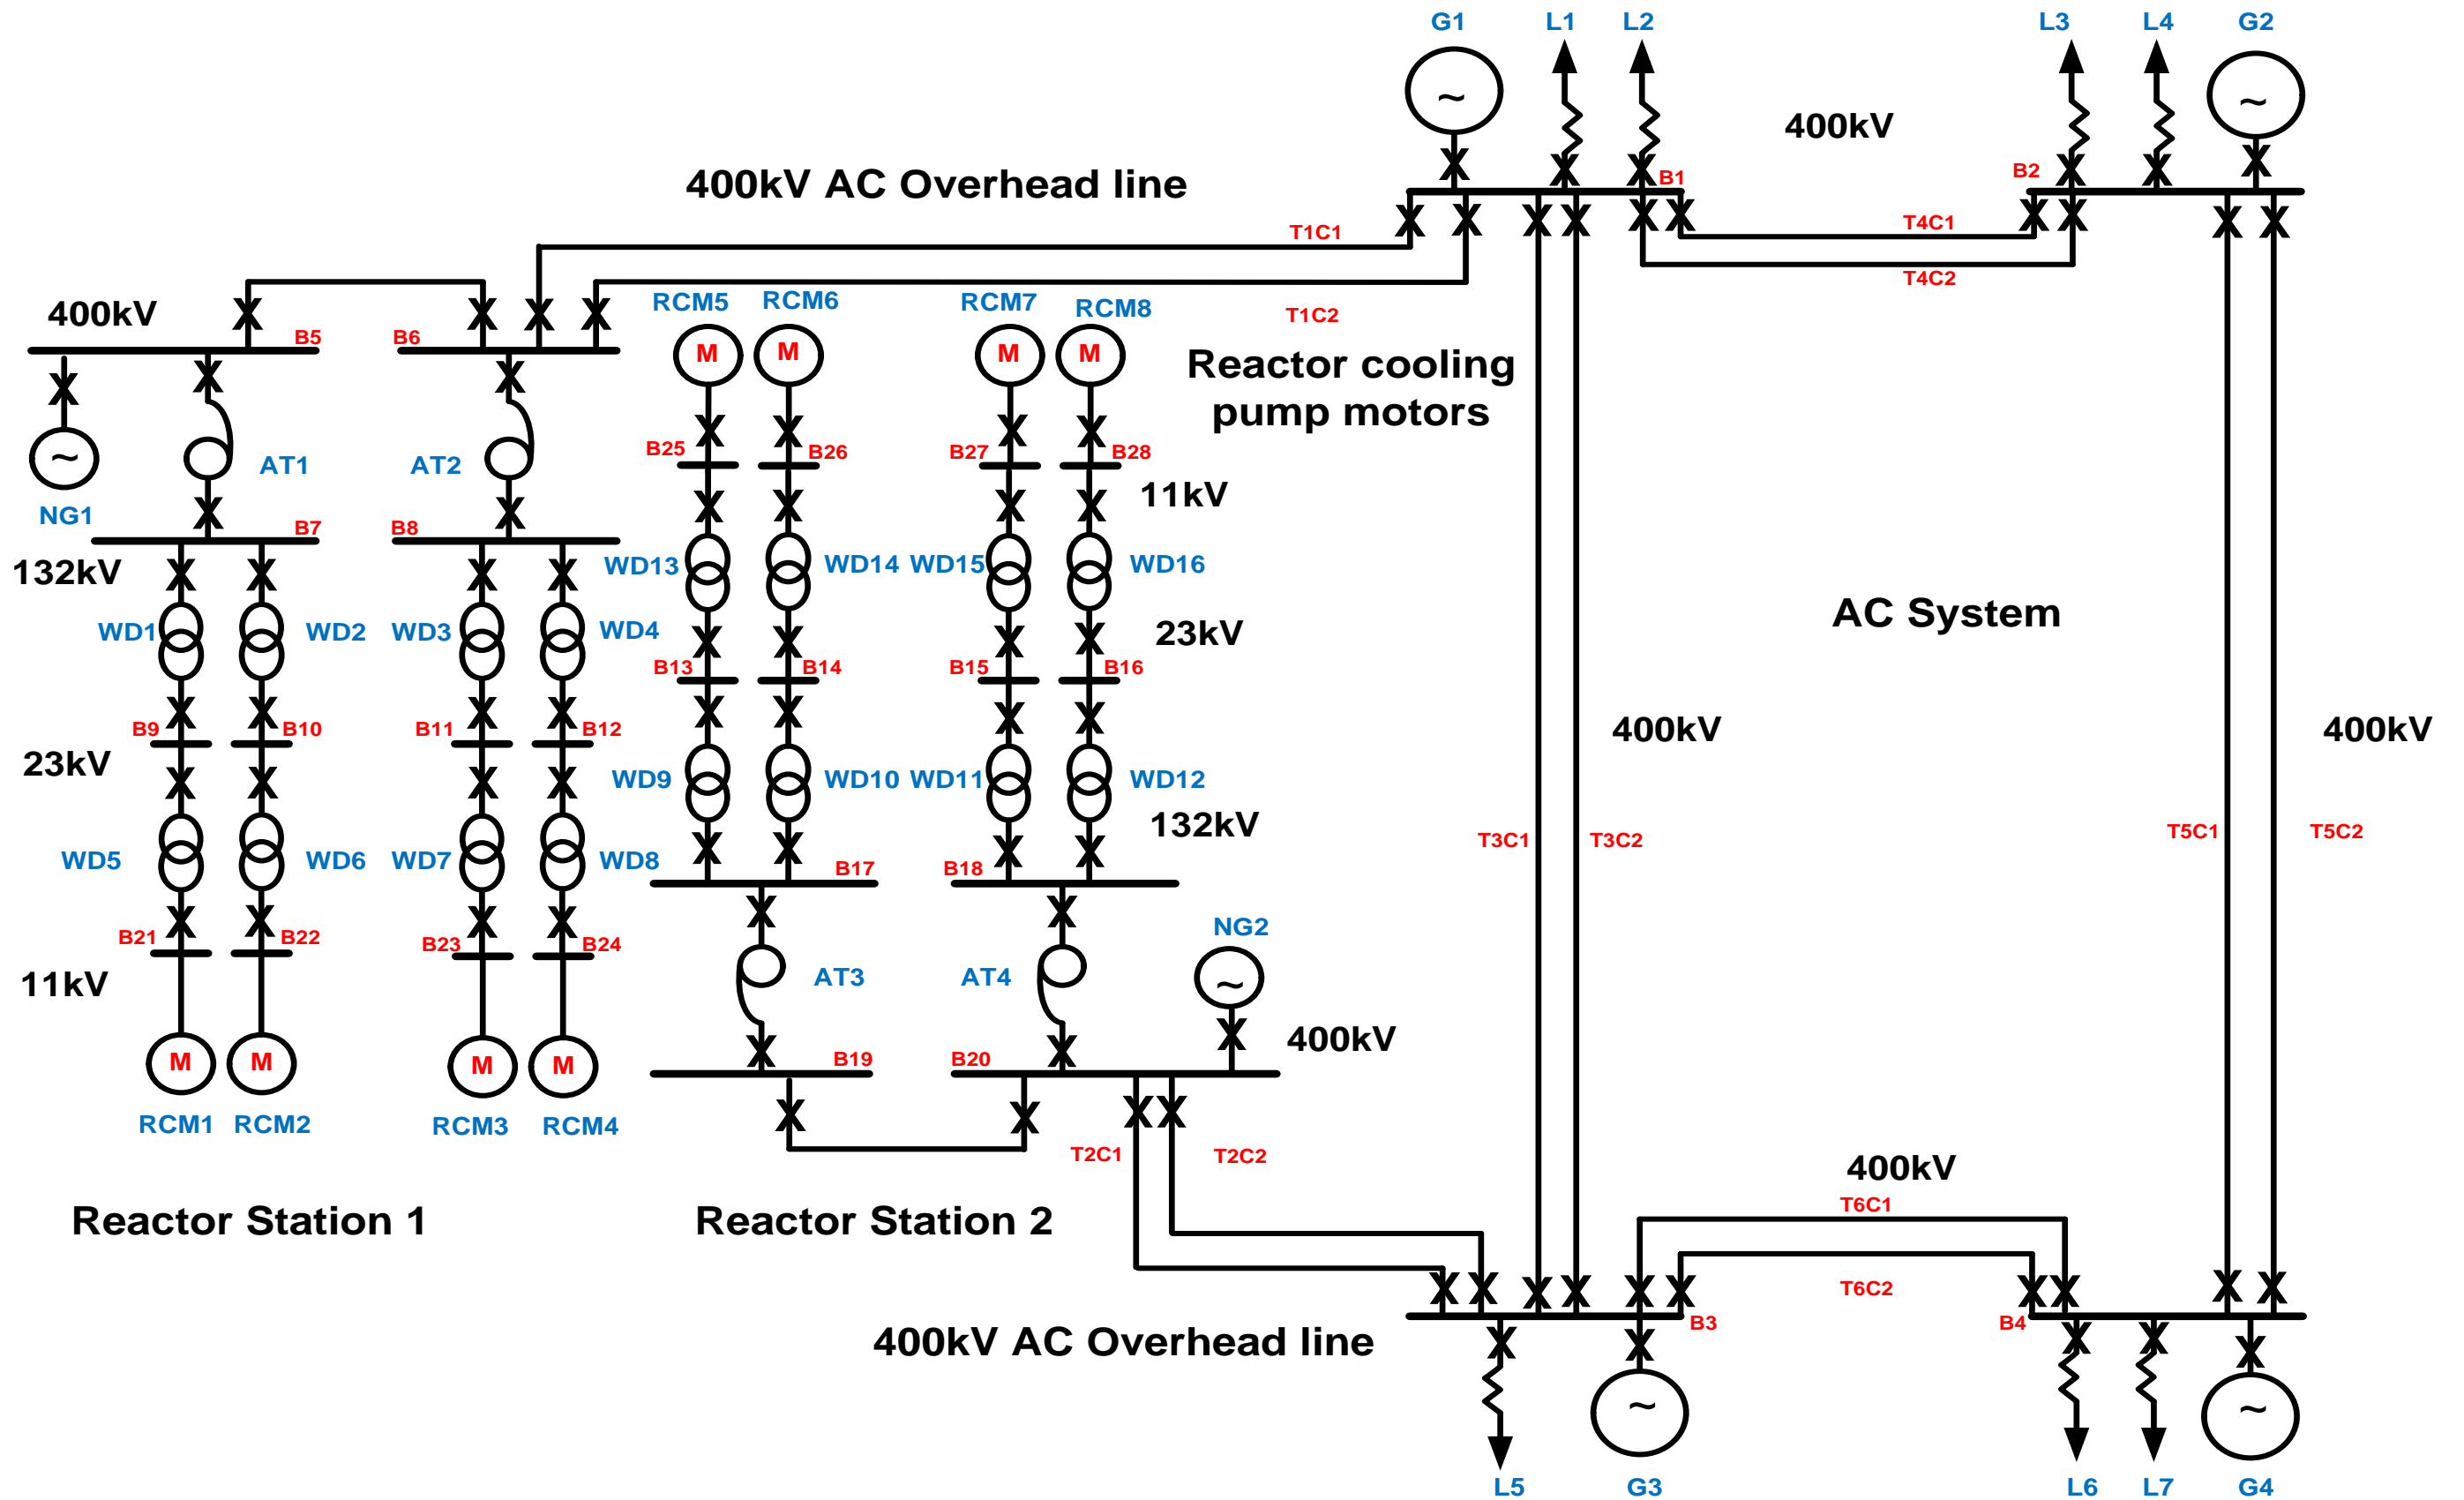 G1
L1
L2
L3
L4
G2
~
~
400kV
400kV AC Overhead line
B1
B2
T1C1
T4C1
T4C2
400kV
RCM5
RCM6
RCM7
RCM8
T1C2
B5
B6
M
M
M
M
Reactor cooling
pump motors
~
AT1
AT2
B25
B26
B27
B28
11kV
NG1
B7
B8
132kV
WD13
WD14
WD15
WD16
WD1
WD2
WD3
WD4
23kV
AC System
B13
B14
B15
B16
B9
B10
B11
B12
400kV
400kV
23kV
WD9
WD10
WD11
WD12
132kV
T3C1
T3C2
T5C1
T5C2
WD5
WD6
WD7
WD8
B17
B18
B21
B22
B23
B24
NG2
11kV
AT3
AT4
~
400kV
M
M
M
M
B19
B20
RCM1
RCM2
RCM3
RCM4
T2C1
T2C2
400kV
T6C1
Reactor Station 1
Reactor Station 2
T6C2
400kV AC Overhead line
B3
B4
~
~
L5
G3
L6
L7
G4